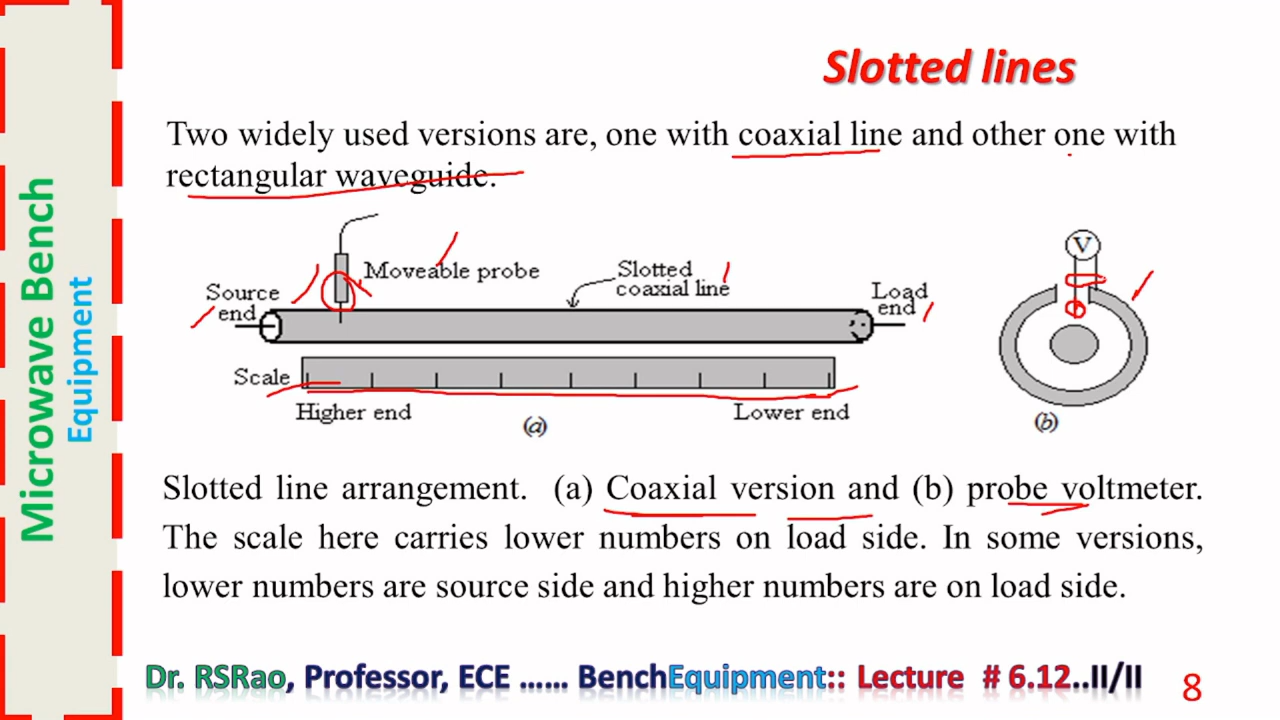 Microwave Bench
Equipment
Slotted lines
Two widely used versions are, one with coaxial line and other one with
rectangular waveguide.
Moveable probe
Slotted
coaxial line
Source
end
Load
end
V
Scale
Higher end
Lower end
(a)
(b)
Slotted line arrangement. (a) Coaxial version and (b) probe voltmeter.
The scale here carries lower numbers on load side. In some versions,
lower numbers are source side and higher numbers are on load side.
Dr. RSRao, Professor, ECE …… BenchEquipment:: Lecture # 6.12..II/II
8